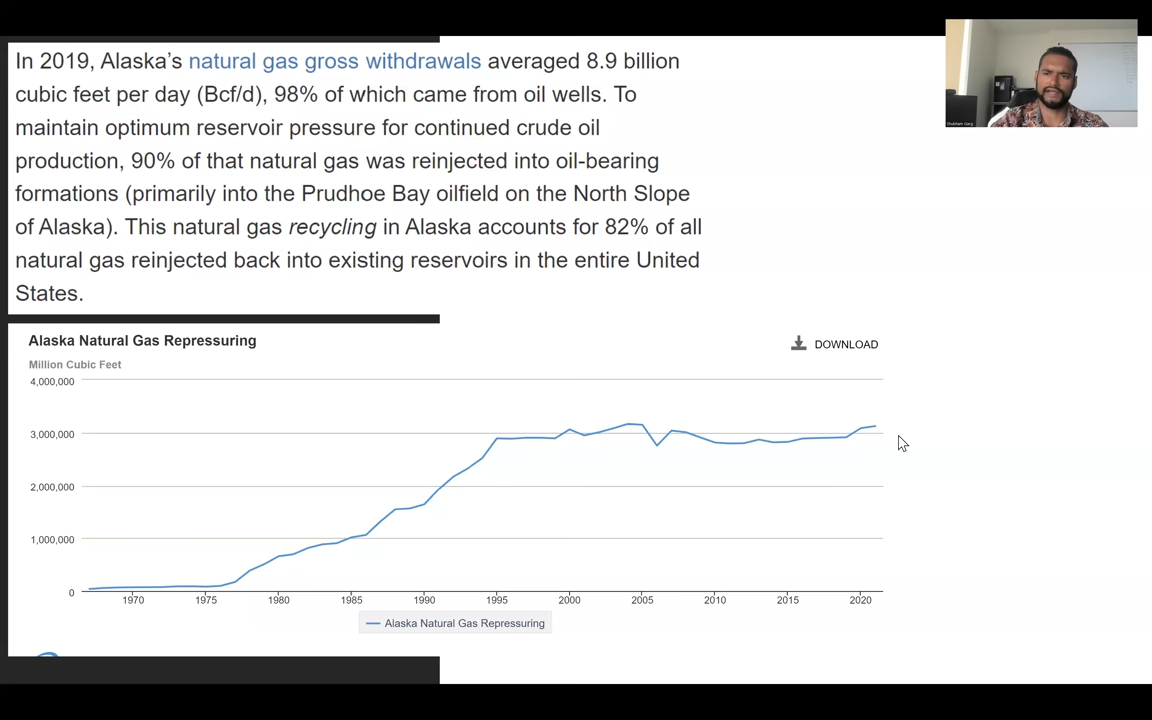 In 2019, Alaska’s natural gas gross withdrawals averaged 8.9 billion
cubic feet per day (Bcf/d), 98% of which came from oil wells. To
maintain optimum reservoir pressure for continued crude oil
production, 90% of that natural gas was reinjected into oil-bearing
formations (primarily into the Prudhoe Bay oilfield on the North Slope
of Alaska). This natural gas recycling in Alaska accounts for 82% of all
natural gas reinjected back into existing reservoirs in the entire United
States.
Shubham Garg
Alaska Natural Gas Repressuring
DOWNLOAD
Million Cubic Feet
4,000,000
3,000,000
2,000,000
1,000,000
0
1970 1975 1980 1985 1990 1995 2000 2005 2010 2015 2020
Alaska Natural Gas Repressuring